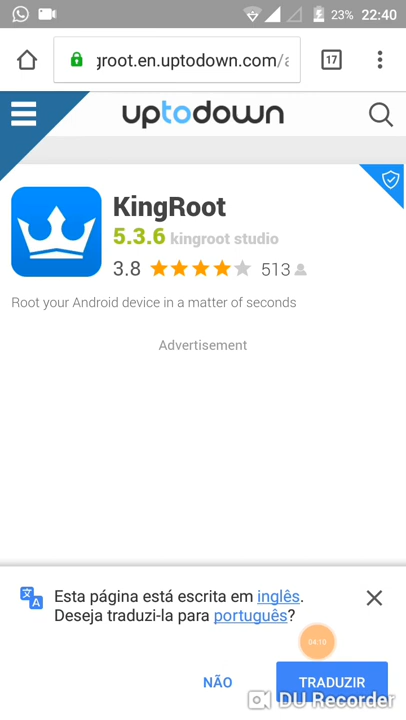 23% 22:40
groot.en.uptodown.com/a
17
uptodown
KingRoot
5.3.6 kingroot studio
3.8 513
Root your Android device in a matter of seconds
Advertisement
Esta página está escrita em inglês.
Deseja traduzi-la para português?
04:10
NÃO TRADUZIR
DU Recorder